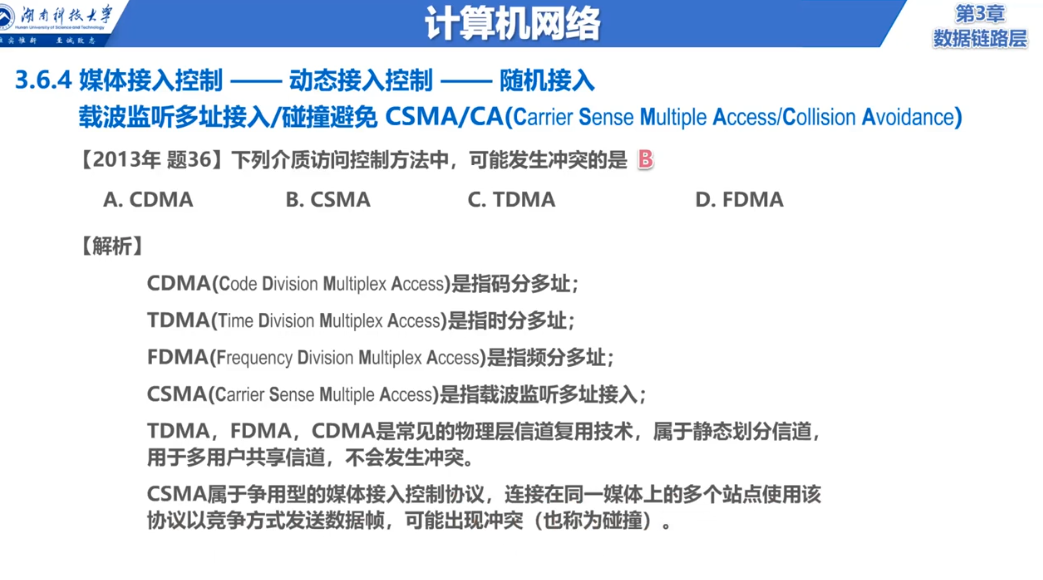 湖南科技大学
Hunan University of Science and Technology
计算机网络
第3章
数据链路层
3.6.4 媒体接入控制 —— 动态接入控制 —— 随机接入
载波监听多址接入/碰撞避免 CSMA/CA(Carrier Sense Multiple Access/Collision Avoidance)
【2013年 题36】下列介质访问控制方法中，可能发生冲突的是 B
A. CDMA B. CSMA C. TDMA D. FDMA
【解析】
CDMA(Code Division Multiplex Access)是指码分多址；
TDMA(Time Division Multiplex Access)是指时分多址；
FDMA(Frequency Division Multiplex Access)是指频分多址；
CSMA(Carrier Sense Multiple Access)是指载波监听多址接入；
TDMA，FDMA，CDMA是常见的物理层信道复用技术，属于静态划分信道，
用于多用户共享信道，不会发生冲突。
CSMA属于争用型的媒体接入控制协议，连接在同一媒体上的多个站点使用该
协议以竞争方式发送数据帧，可能出现冲突（也称为碰撞）。